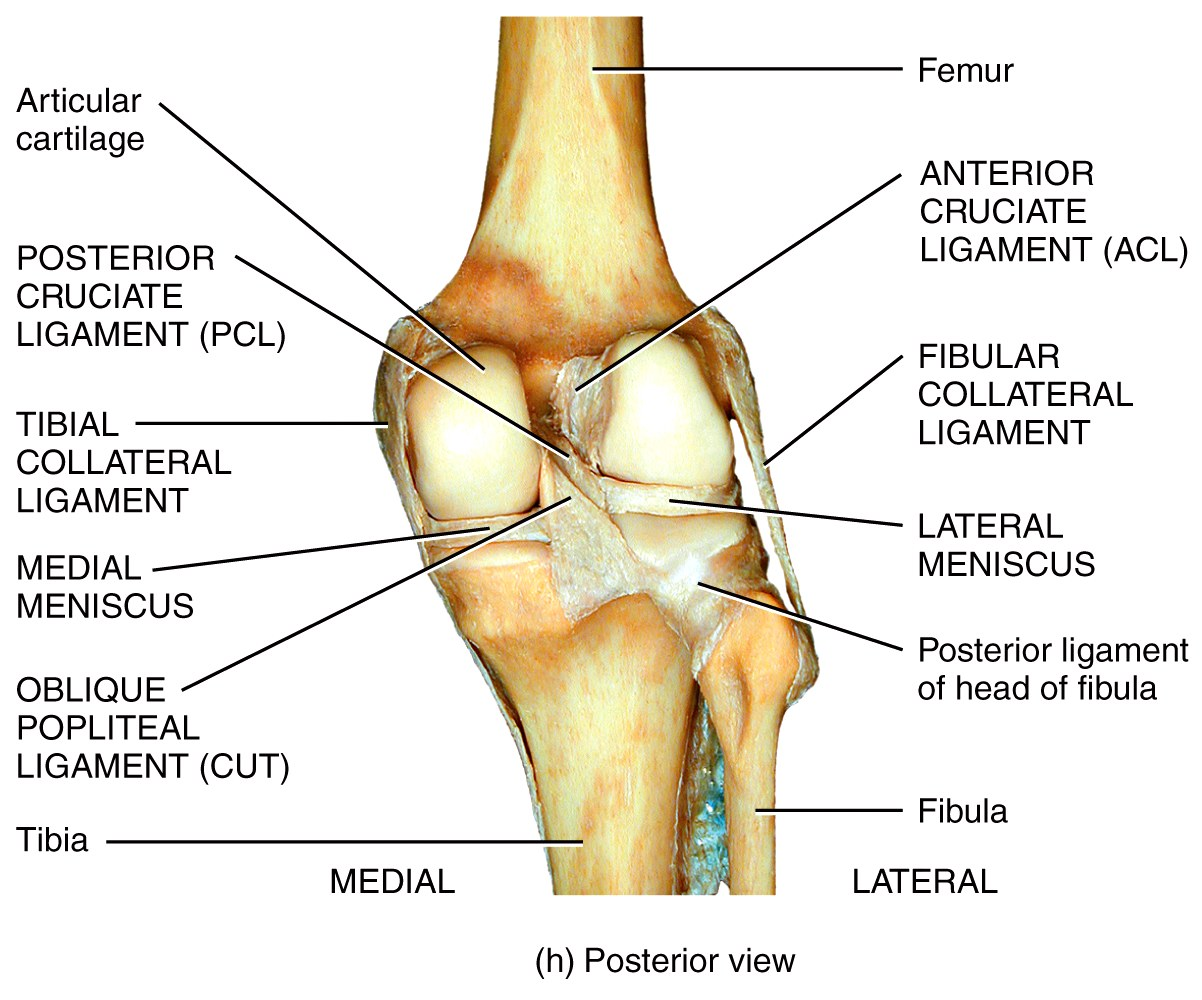 Articular
cartilage
POSTERIOR
CRUCIATE
LIGAMENT (PCL)
TIBIAL
COLLATERAL
LIGAMENT
MEDIAL
MENISCUS
OBLIQUE
POPLITEAL
LIGAMENT (CUT)
Tibia
Femur
ANTERIOR
CRUCIATE
LIGAMENT (ACL)
FIBULAR
COLLATERAL
LIGAMENT
LATERAL
MENISCUS
Posterior ligament
of head of fibula
Fibula
MEDIAL
LATERAL
(h) Posterior view